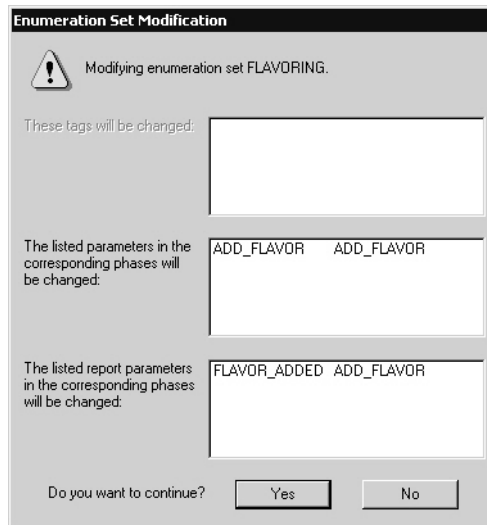 Enumeration Set Modification
Modifying enumeration set FLAVORING.
These tags will be changed:
The listed parameters in the
corresponding phases will
be changed:
ADD_FLAVOR ADD_FLAVOR
The listed report parameters
in the corresponding phases
will be changed:
FLAVOR_ADDED ADD_FLAVOR
Do you want to continue? Yes No